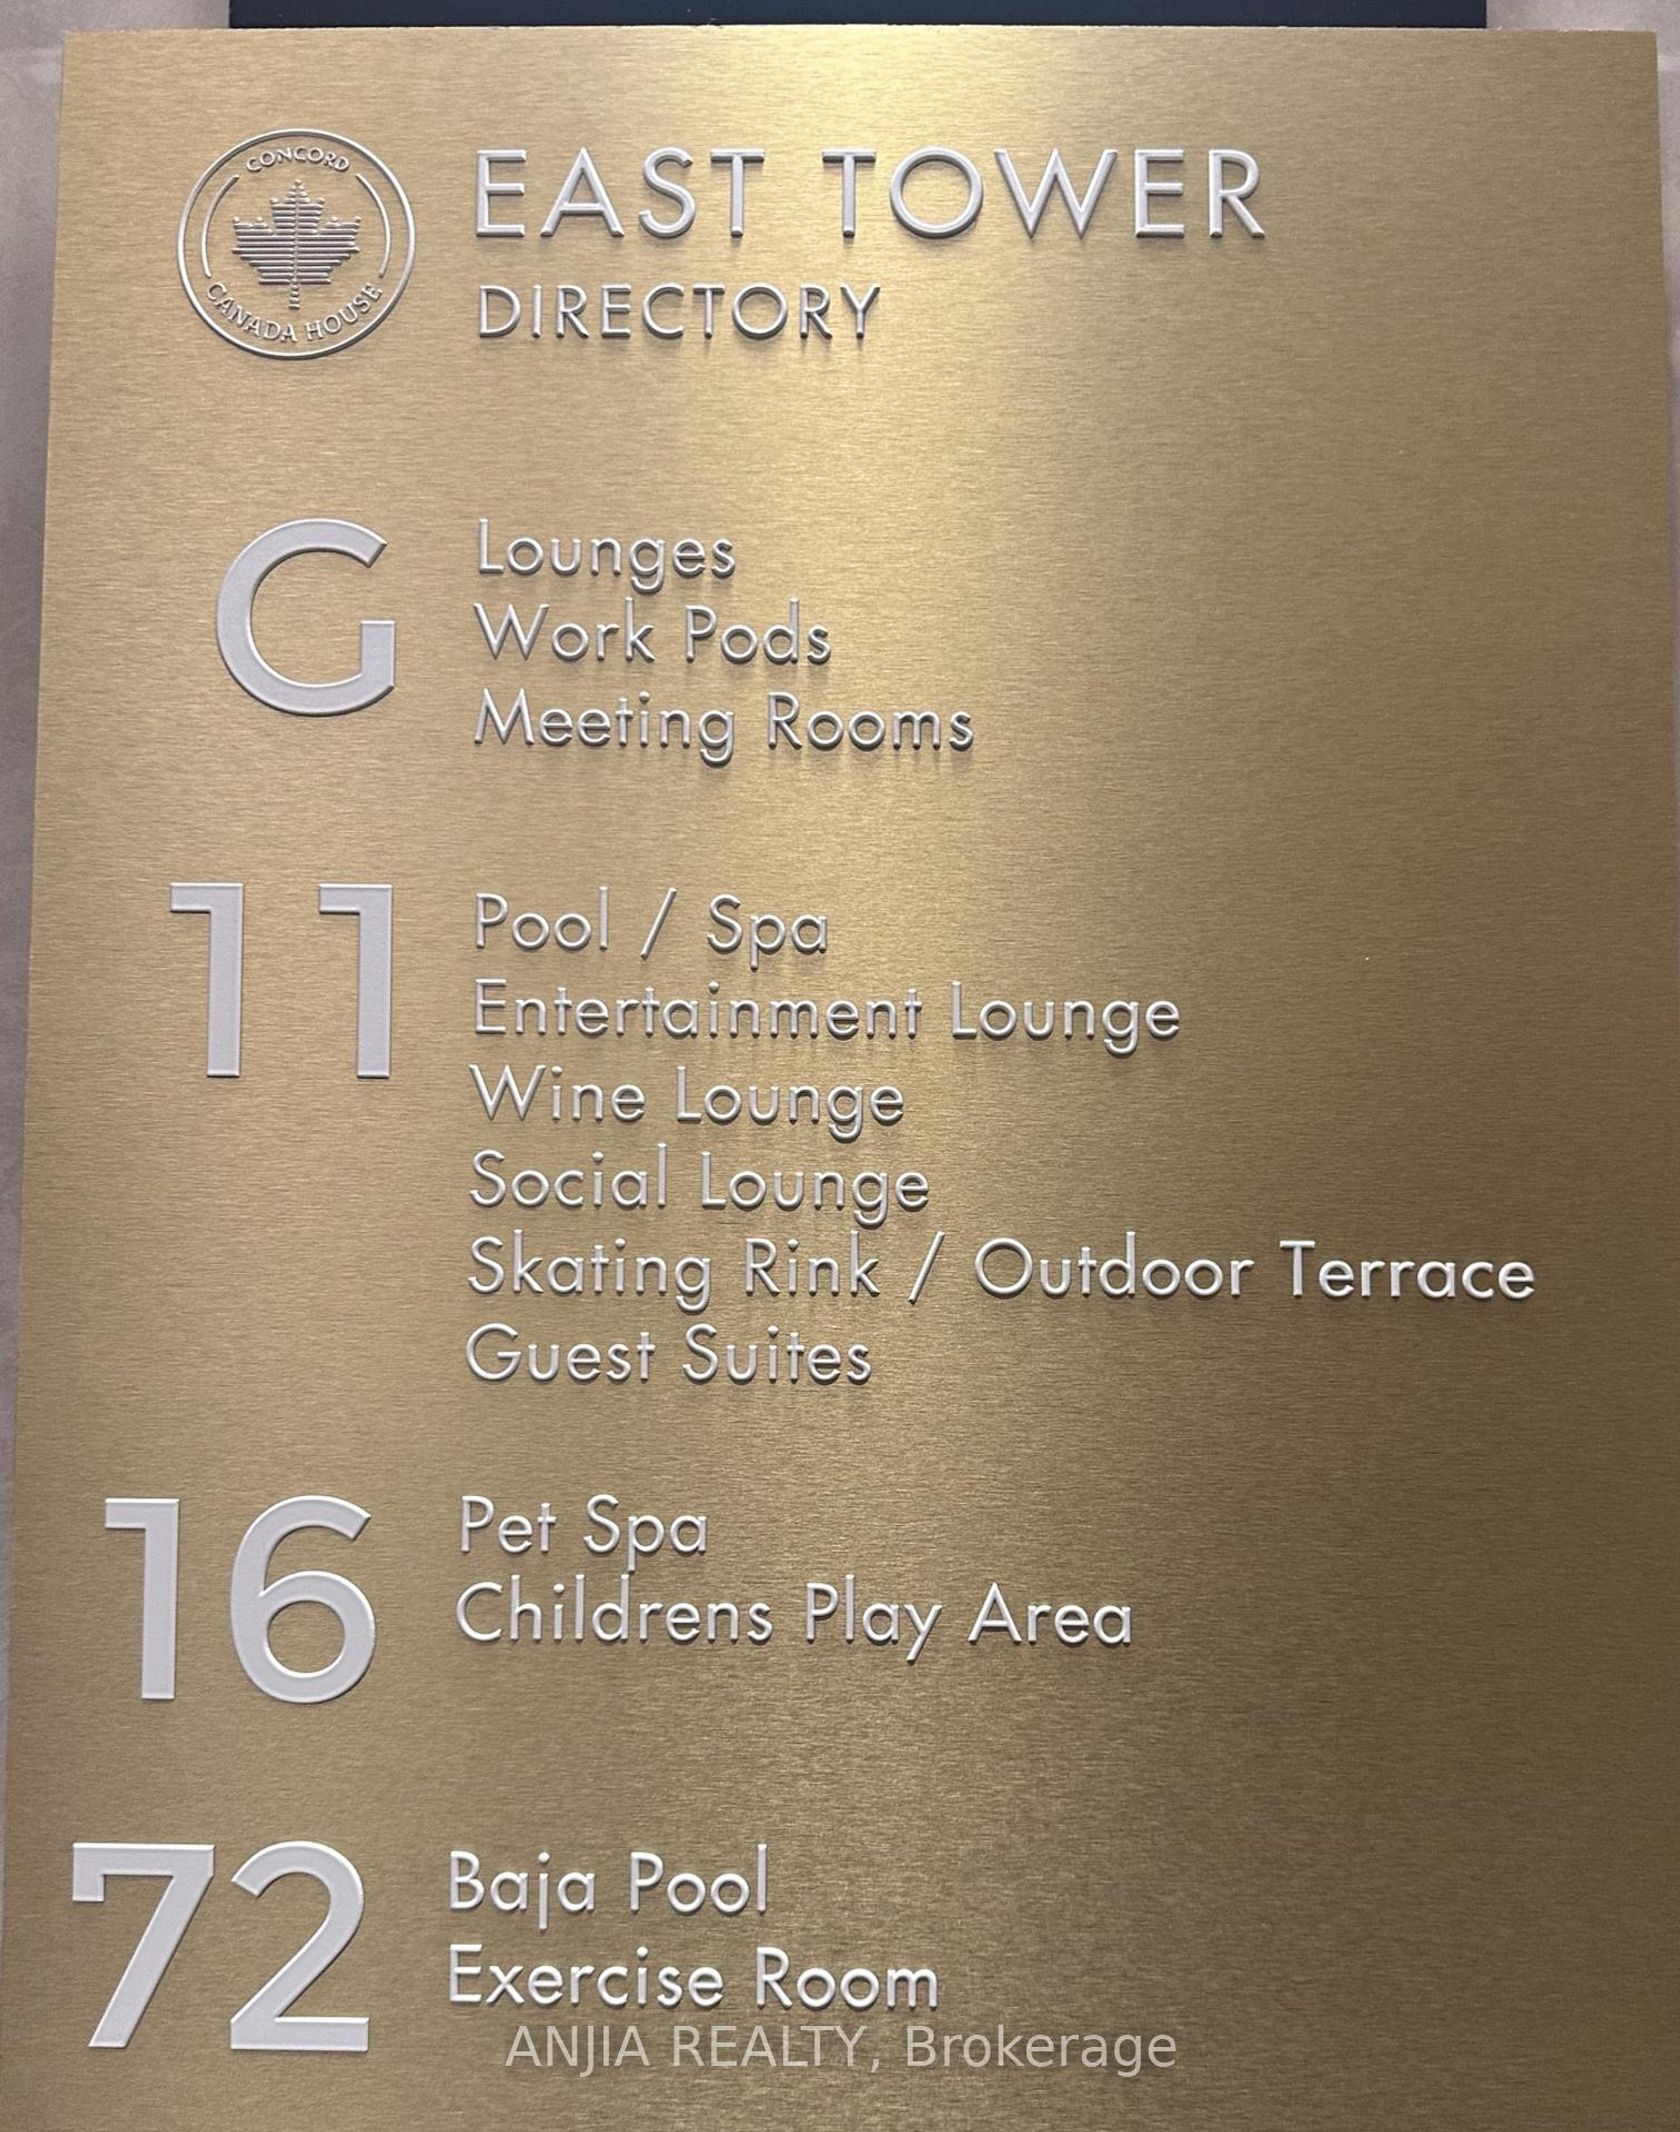 CONCORD
CANADA HOUSE
EAST TOWER
DIRECTORY
G
Lounges
Work Pods
Meeting Rooms
11
Pool / Spa
Entertainment Lounge
Wine Lounge
Social Lounge
Skating Rink / Outdoor Terrace
Guest Suites
16
Pet Spa
Childrens Play Area
72
Baja Pool
Exercise Room
ANJIA REALTY, Brokerage